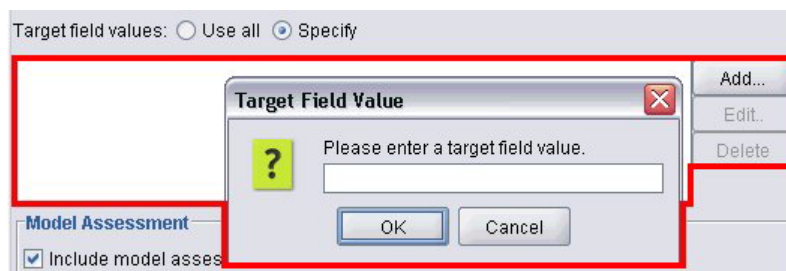 Target field values: Use all Specify
Add...
Target Field Value
Edit..
Please enter a target field value.
Delete
?
OK Cancel
Model Assessment
Include model asses